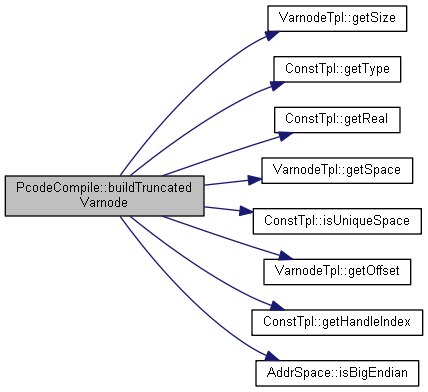 PcodeCompile::buildTruncated
Varnode
VarnodeTpl::getSize
ConstTpl::getType
ConstTpl::getReal
VarnodeTpl::getSpace
ConstTpl::isUniqueSpace
VarnodeTpl::getOffset
ConstTpl::getHandleIndex
AddrSpace::isBigEndian